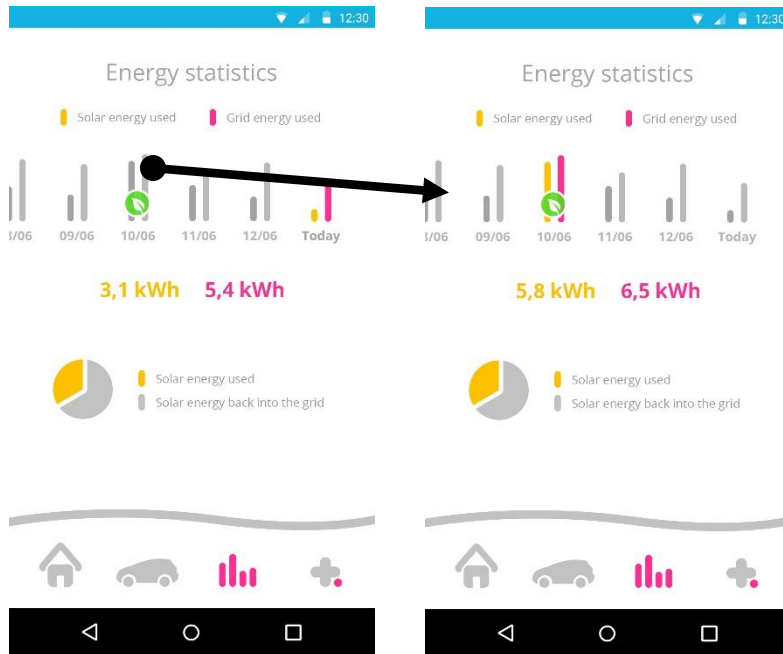 12:30
Energy statistics
Solar energy used Grid energy used
/06 09/06 10/06 11/06 12/06 Today
3,1 kWh 5,4 kWh
Solar energy used
Solar energy back into the grid
12:30
Energy statistics
Solar energy used Grid energy used
/06 09/06 10/06 11/06 12/06 Today
5,8 kWh 6,5 kWh
Solar energy used
Solar energy back into the grid